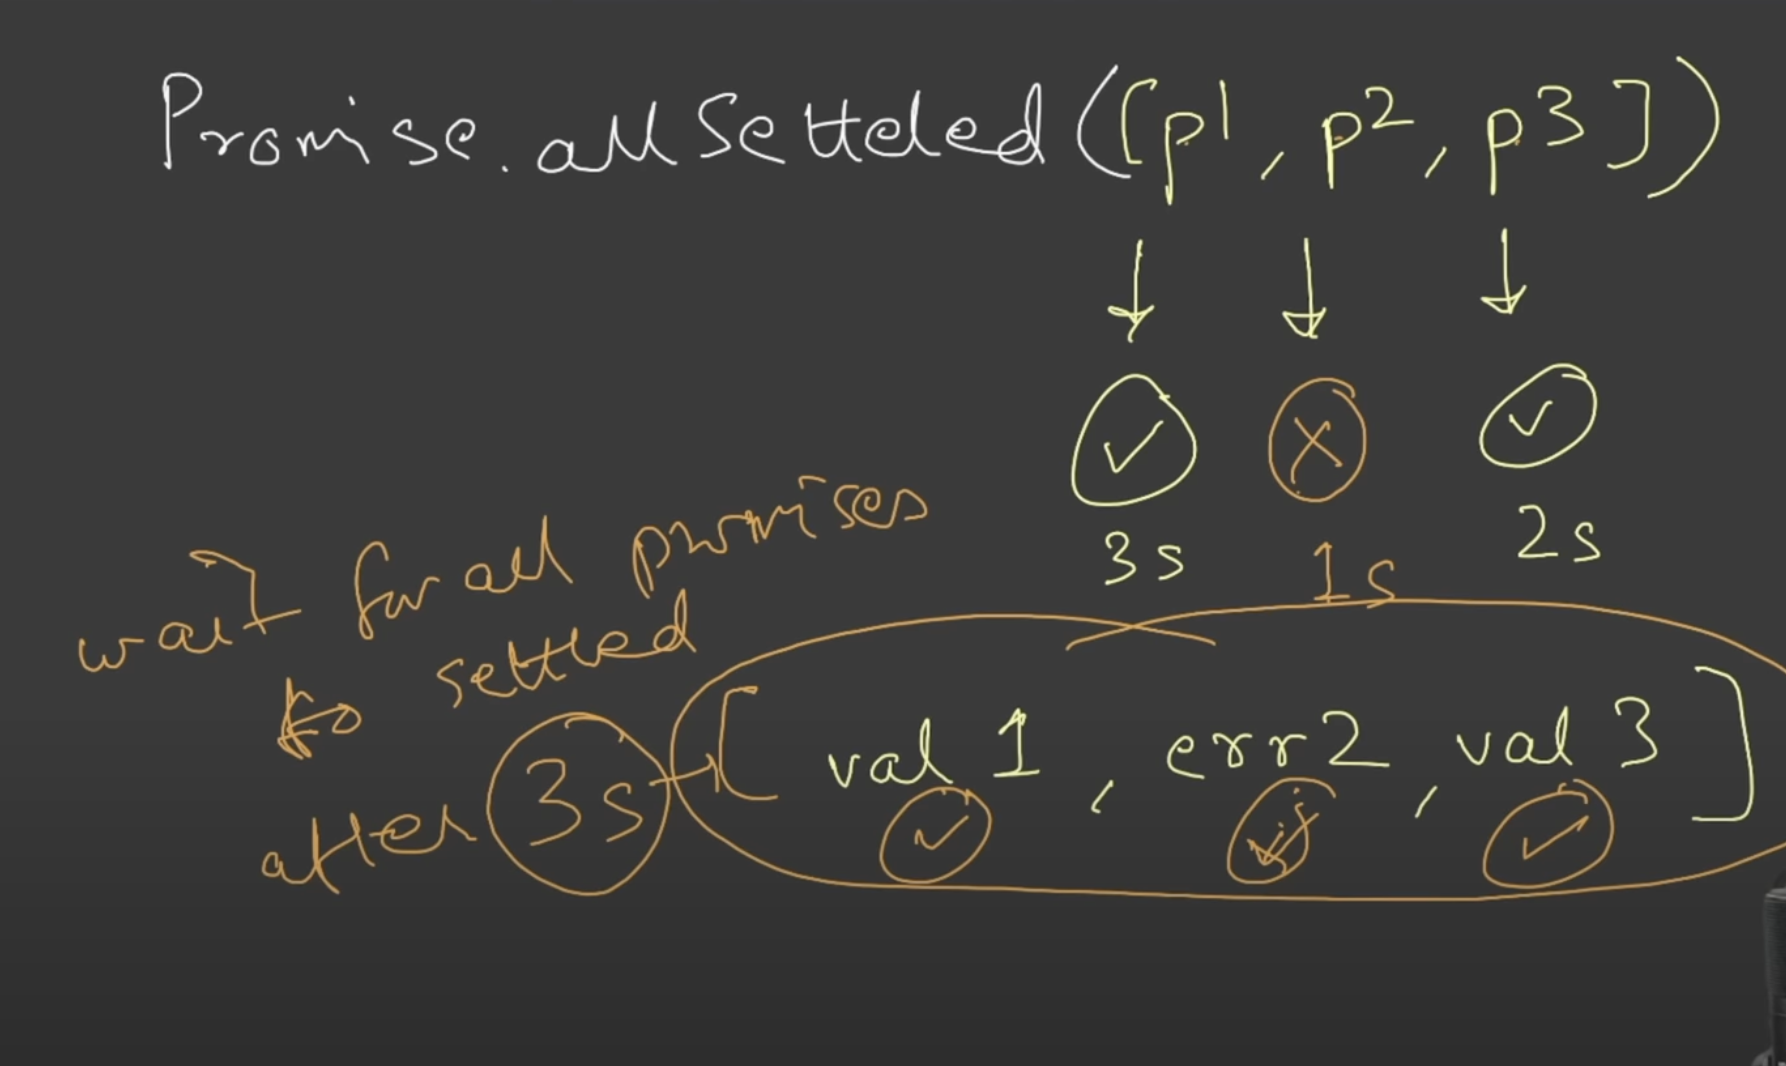 Promise.allSetteled([p1, p2, p3])
3s 1s 2s
wait for all promises
to settled
after 3s [val 1, err2, val 3]